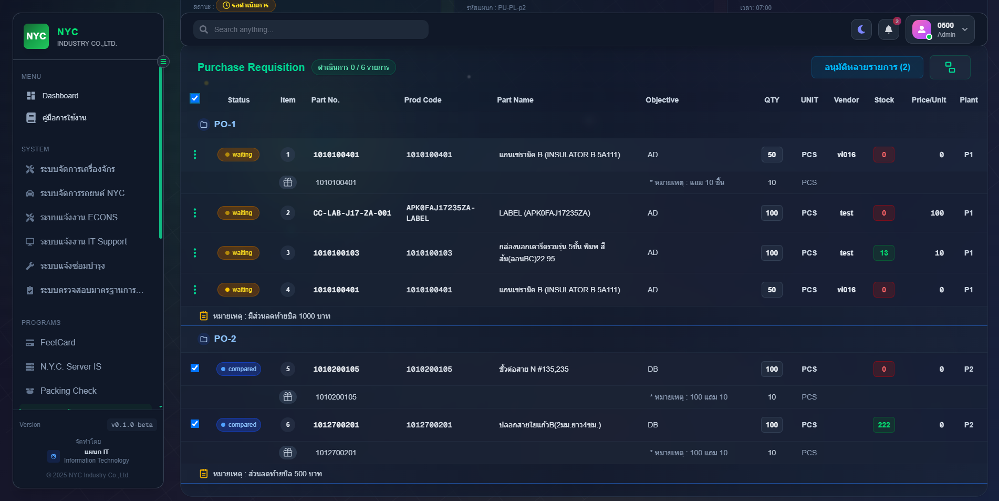 สถานะ : รอดำเนินการ
รหัสแผนก : PU-PL-p2
เวลา: 07:00
NYC
NYC
INDUSTRY CO.,LTD.
Search anything...
2
0500
Admin
MENU
Dashboard
คู่มือการใช้งาน
SYSTEM
ระบบจัดการเครื่องจักร
ระบบจัดการรถยนต์ NYC
ระบบแจ้งงาน ECONS
ระบบแจ้งงาน IT Support
ระบบแจ้งซ่อมบำรุง
ระบบตรวจสอบมาตรฐานการ...
PROGRAMS
FeetCard
N.Y.C. Server IS
Packing Check
Version v0.1.0-beta
จัดทำโดย
แผนก IT
Information Technology
© 2025 NYC Industry Co.,Ltd.
Purchase Requisition ดำเนินการ 0 / 6 รายการ อนุมัติหลายรายการ (2)
Status Item Part No. Prod Code Part Name Objective QTY UNIT Vendor Stock Price/Unit Plant
PO-1
waiting 1 1010100401 1010100401 แกนเซรามิค B (INSULATOR B 5A111) AD 50 PCS ฟ016 0 0 P1
1010100401 * หมายเหตุ : แถม 10 ชิ้น 10 PCS
waiting 2 CC-LAB-J17-ZA-001 APK0FAJ17235ZA-LABEL LABEL (APK0FAJ17235ZA) AD 100 PCS test 0 100 P1
waiting 3 1010100103 1010100103 กล่องนอกเตารีดรวมรุ่น 5ชั้น พิมพ์ สีส้ม(ลอนBC)22.95 AD 100 PCS test 13 10 P1
waiting 4 1010100401 1010100401 แกนเซรามิค B (INSULATOR B 5A111) AD 50 PCS ฟ016 0 0 P1
หมายเหตุ : มีส่วนลดท้ายบิล 1000 บาท
PO-2
compared 5 1010200105 1010200105 ขั้วต่อสาย N #135,235 DB 100 PCS 0 0 P2
1010200105 * หมายเหตุ : 100 แถม 10 10 PCS
compared 6 1012700201 1012700201 ปลอกสายใยแก้วB(2มม.ยาว4ซม.) DB 100 PCS 222 0 P2
1012700201 * หมายเหตุ : 100 แถม 10 10 PCS
หมายเหตุ : ส่วนลดท้ายบิล 500 บาท